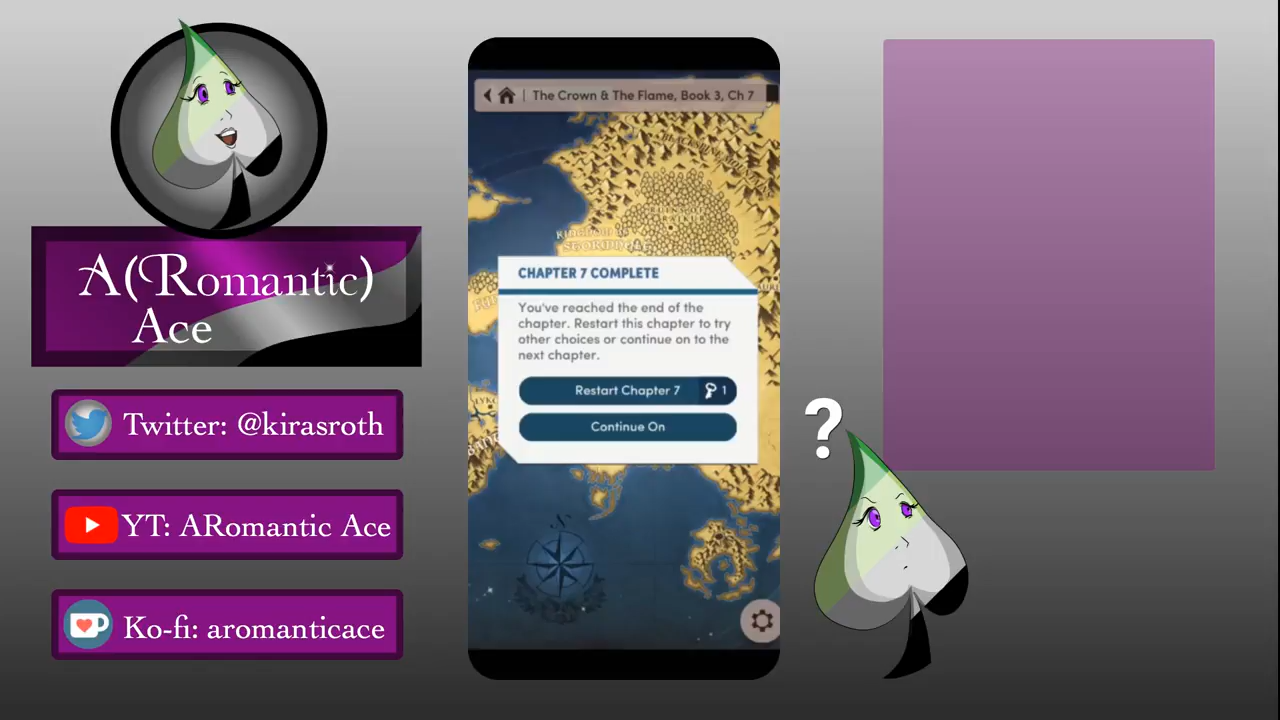 A(Romantic)
Ace
Twitter: @kirasroth
YT: ARomantic Ace
Ko-fi: aromanticace
| The Crown & The Flame, Book 3, Ch 7
KINGDOM OF
CHAPTER 7 COMPLETE
You've reached the end of the
chapter. Restart this chapter to try
other choices or continue on to the
next chapter.
Restart Chapter 7 1
Continue On
N
?